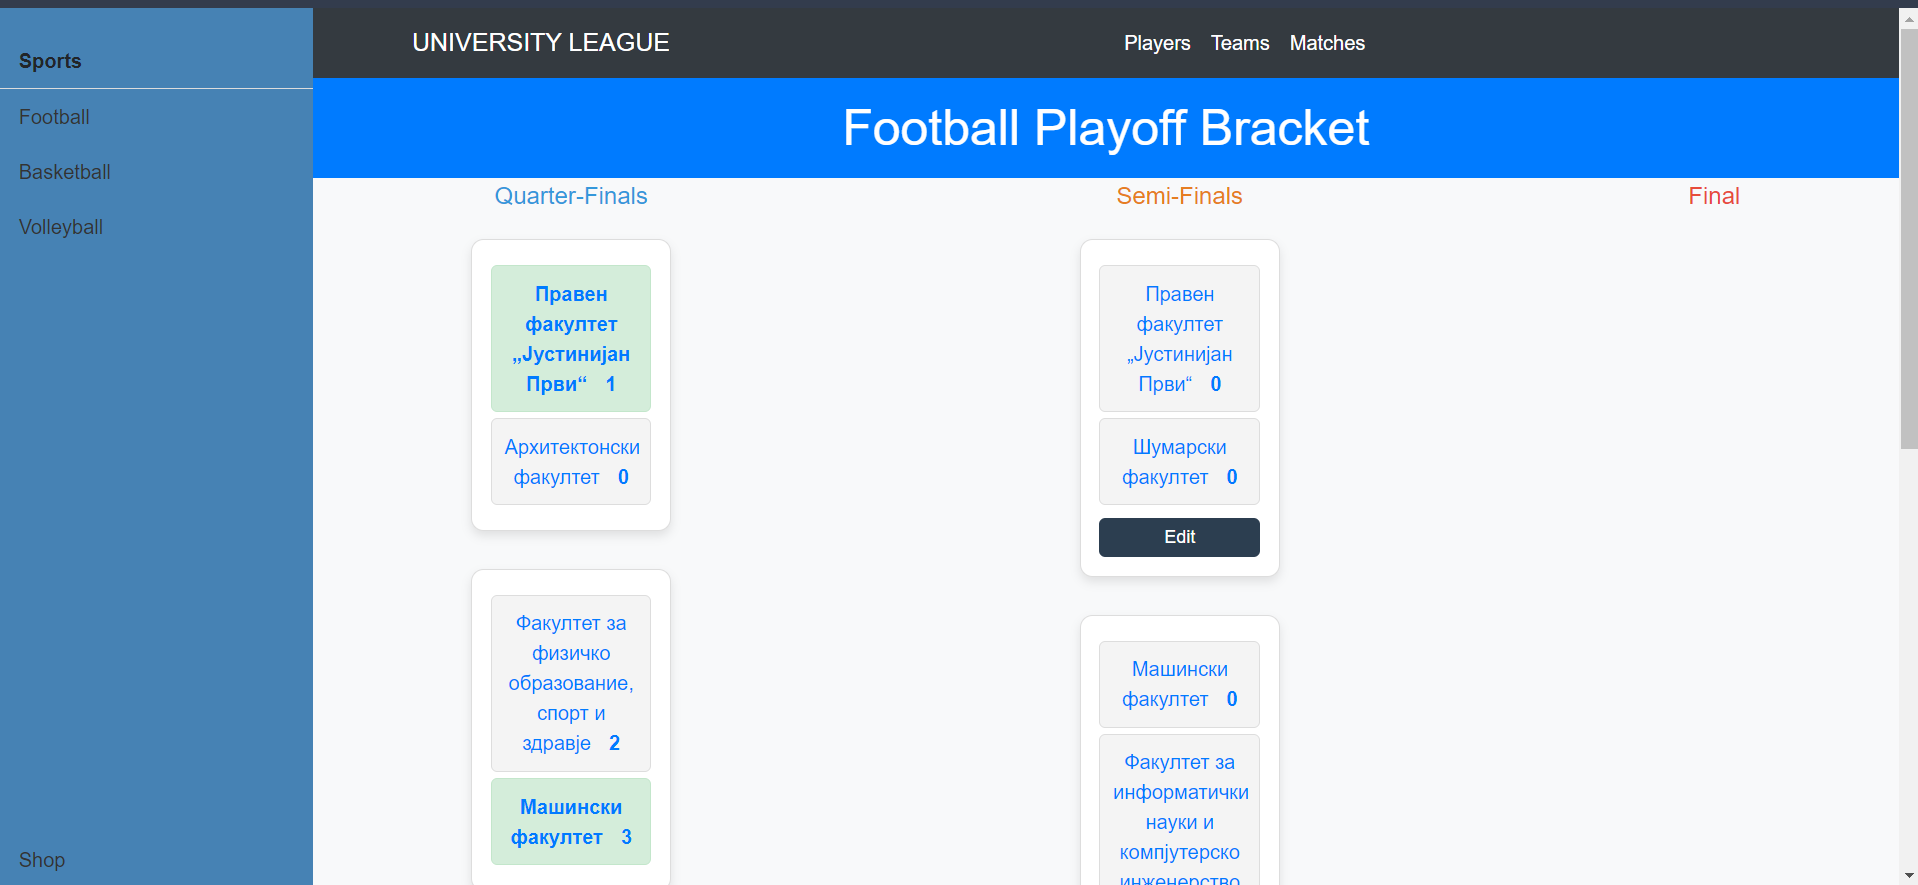 Sports
Football
Basketball
Volleyball
Shop
UNIVERSITY LEAGUE
Players Teams Matches
Football Playoff Bracket
Quarter-Finals
Правен
факултет
„Јустинијан
Први“ 1
Архитектонски
факултет 0
Факултет за
физичко
образование,
спорт и
здравје 2
Машински
факултет 3
Semi-Finals
Правен
факултет
„Јустинијан
Први“ 0
Шумарски
факултет 0
Edit
Машински
факултет 0
Факултет за
информатички
науки и
компјутерско
инженерство
Final